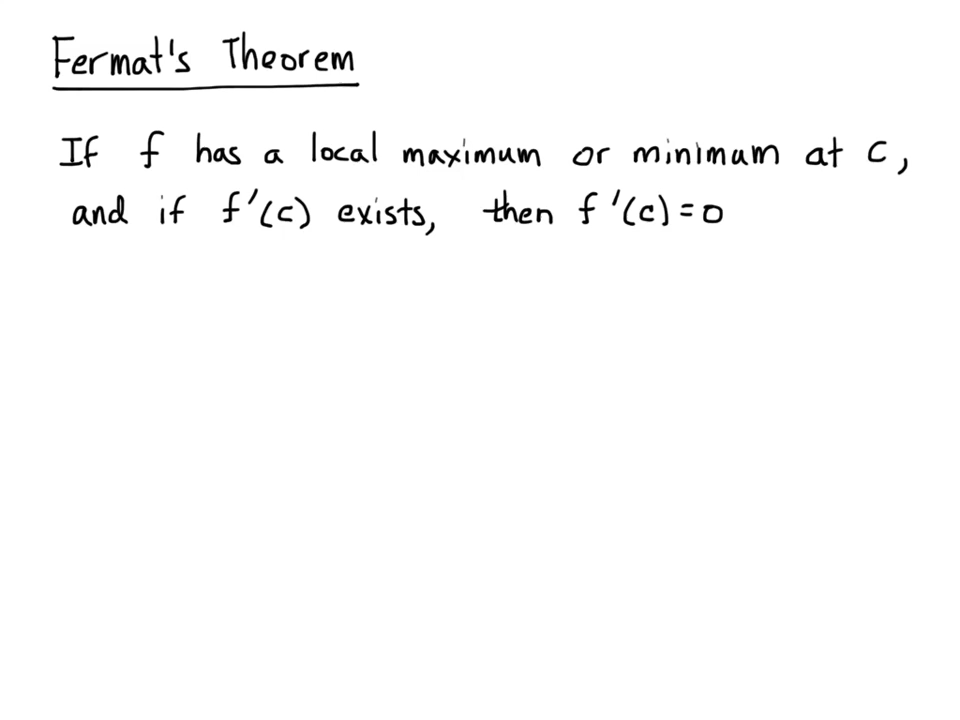 Fermat's Theorem
If f has a local maximum or minimum at c,
and if f'(c) exists, then f'(c)=0